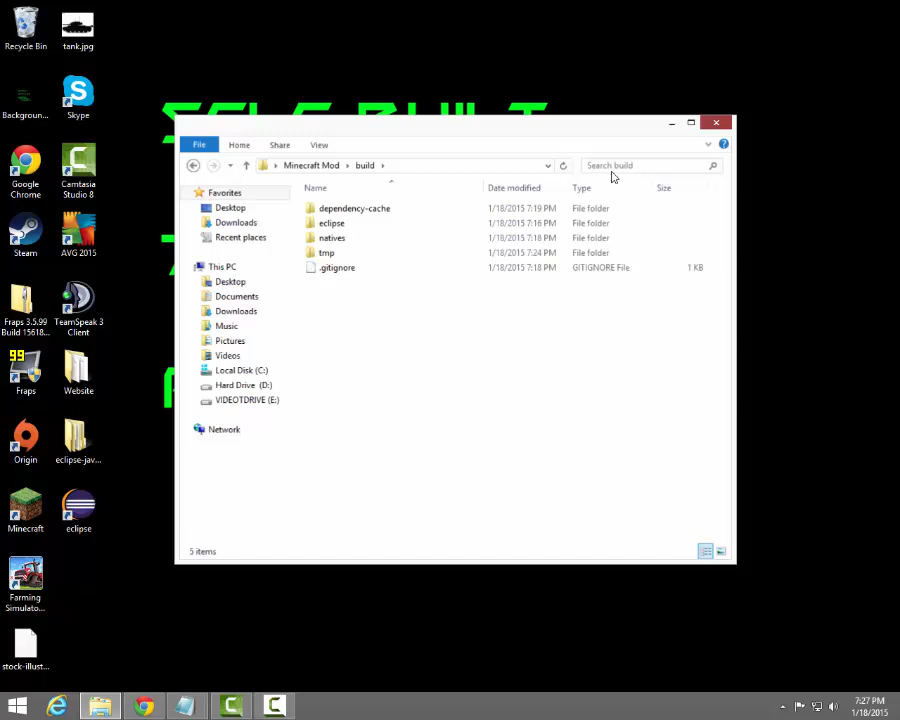 Recycle Bin
tank.jpg
Backgroun...
Skype
Google
Chrome
Camtasia
Studio 8
Steam
AVG 2015
Fraps 3.5.99
Build 15618...
TeamSpeak 3
Client
99
Fraps
Website
Origin
eclipse-jav...
Minecraft
eclipse
Farming
Simulato...
stock-illust...
File
Home
Share
View
Minecraft Mod
build
Search build
Favorites
Desktop
Downloads
Recent places
This PC
Desktop
Documents
Downloads
Music
Pictures
Videos
Local Disk (C:)
Hard Drive (D:)
VIDEOTDRIVE (E:)
Network
Name Date modified Type Size
dependency-cache 1/18/2015 7:19 PM File folder
eclipse 1/18/2015 7:16 PM File folder
natives 1/18/2015 7:18 PM File folder
tmp 1/18/2015 7:24 PM File folder
.gitignore 1/18/2015 7:18 PM GITIGNORE File 1 KB
5 items
7:27 PM
1/18/2015